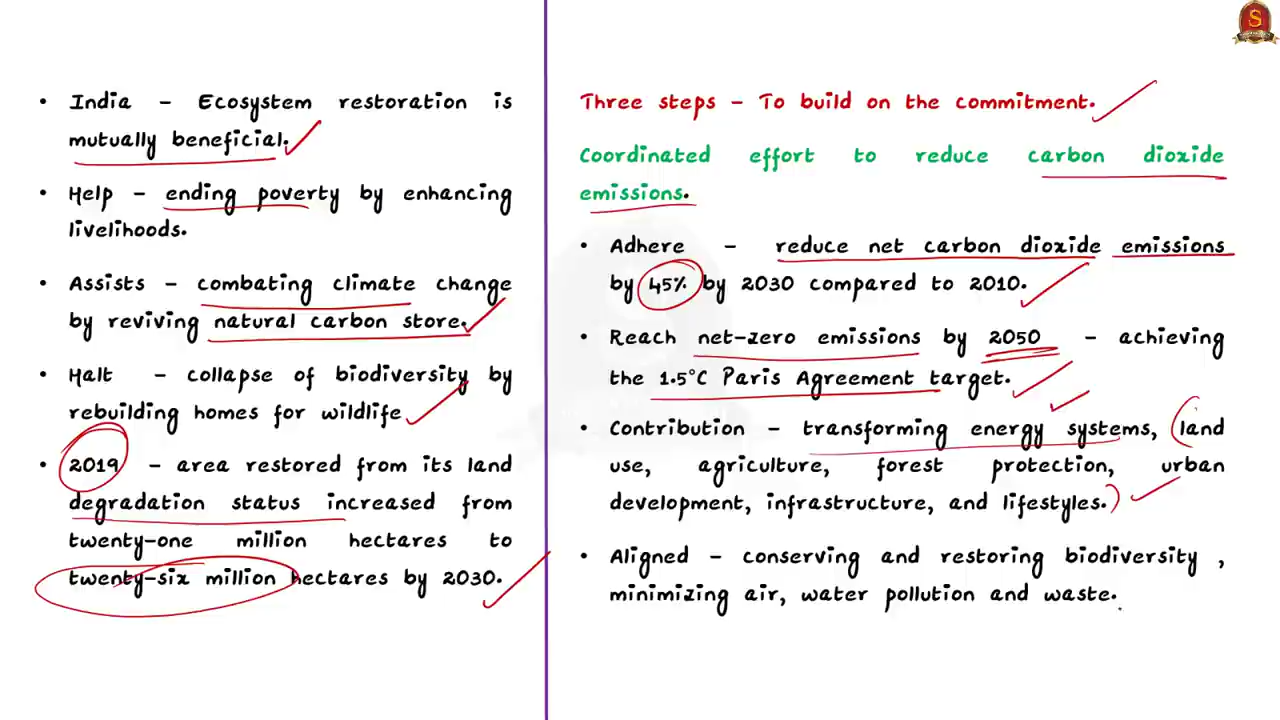 • India - Ecosystem restoration is
mutually beneficial.
• Help - ending poverty by enhancing
livelihoods.
• Assists - combating climate change
by reviving natural carbon store.
• Halt - collapse of biodiversity by
rebuilding homes for wildlife
• 2019 - area restored from its land
degradation status increased from
twenty-one million hectares to
twenty-six million hectares by 2030.
Three steps - To build on the commitment.
Coordinated effort to reduce carbon dioxide
emissions.
• Adhere - reduce net carbon dioxide emissions
by 45% by 2030 compared to 2010.
• Reach net-zero emissions by 2050 - achieving
the 1.5°C Paris Agreement target.
• Contribution - transforming energy systems, (land
use, agriculture, forest protection, urban
development, infrastructure, and lifestyles.)
• Aligned - conserving and restoring biodiversity ,
minimizing air, water pollution and waste.
S